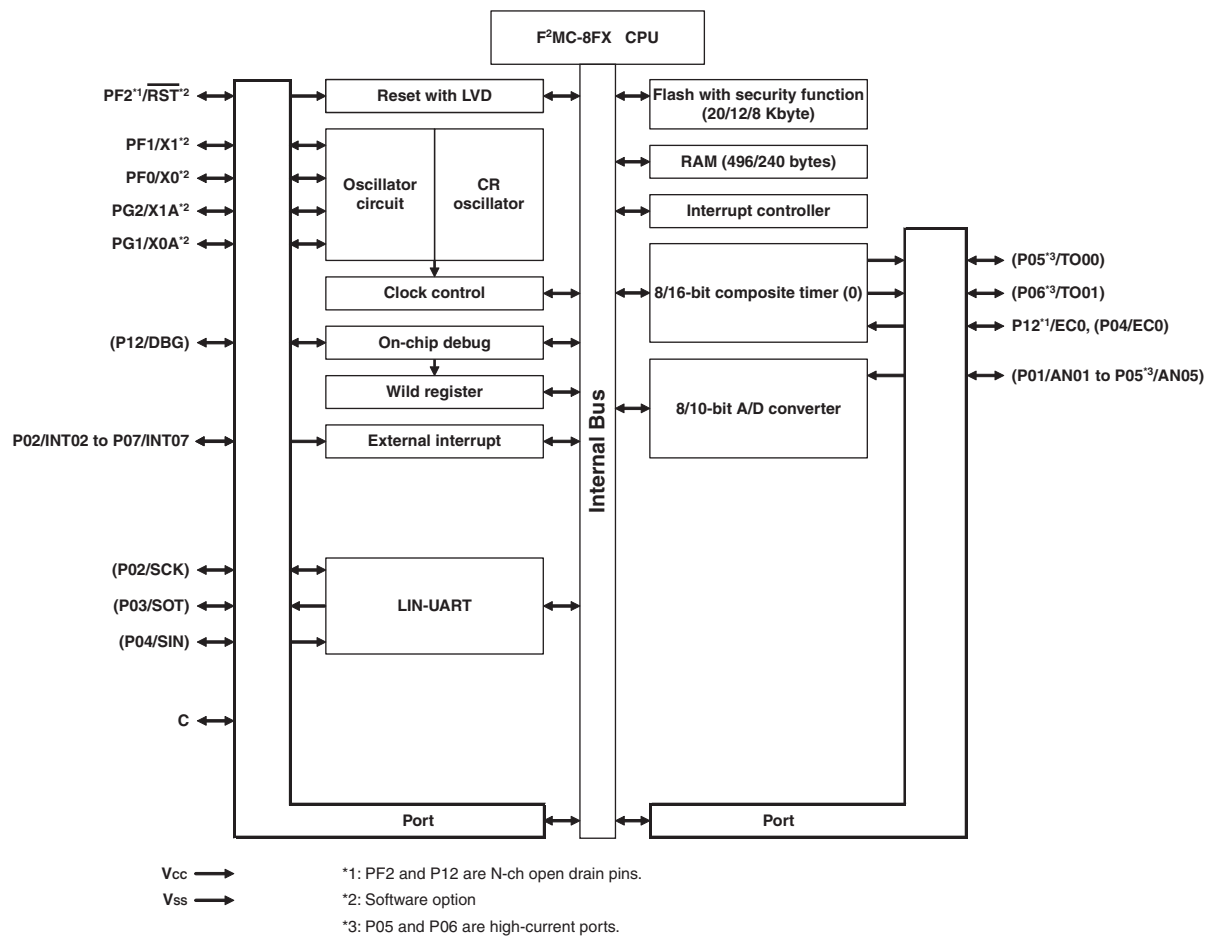 F²MC-8FX CPU
PF2*1/RST*2
Reset with LVD
Flash with security function
(20/12/8 Kbyte)
PF1/X1*2
PF0/X0*2
PG2/X1A*2
PG1/X0A*2
Oscillator
circuit
CR
oscillator
RAM (496/240 bytes)
Interrupt controller
Clock control
8/16-bit composite timer (0)
(P05*3/TO00)
(P06*3/TO01)
P12*1/EC0, (P04/EC0)
(P12/DBG)
On-chip debug
Wild register
8/10-bit A/D converter
(P01/AN01 to P05*3/AN05)
P02/INT02 to P07/INT07
External interrupt
Internal Bus
(P02/SCK)
(P03/SOT)
(P04/SIN)
LIN-UART
C
Port
Port
Vcc
Vss
*1: PF2 and P12 are N-ch open drain pins.
*2: Software option
*3: P05 and P06 are high-current ports.